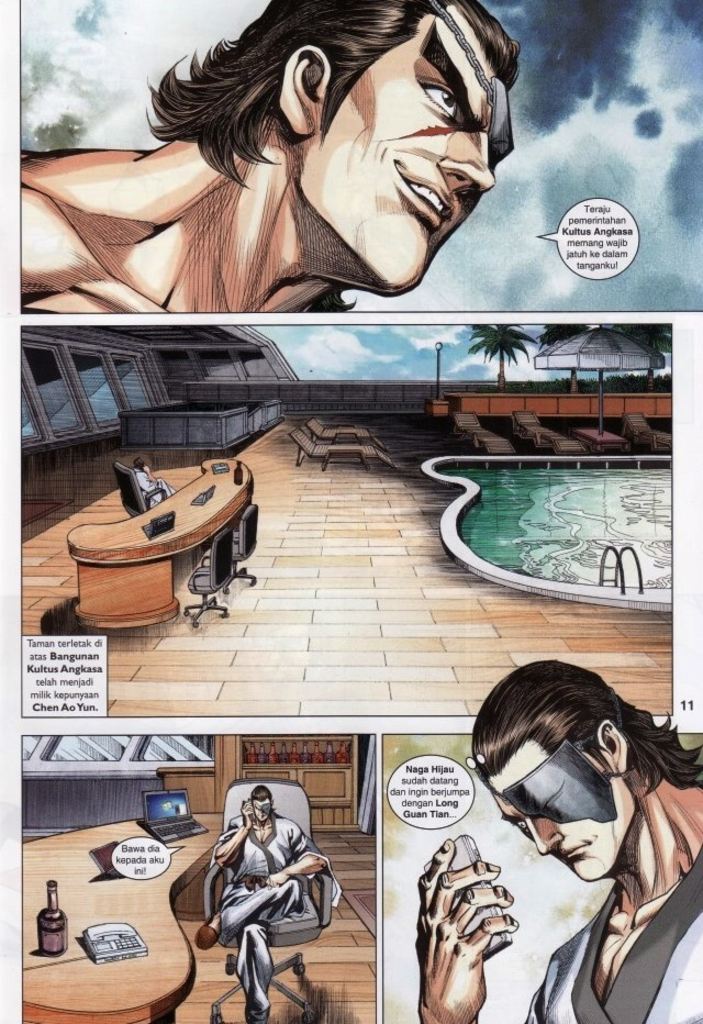 Teraju
pemerintahan
Kultus Angkasa
memang wajib
jatuh ke dalam
tanganku!
Taman terletak di
atas Bangunan
Kultus Angkasa
telah menjadi
milik kepunyaan
Chen Ao Yun.
11
Bawa dia
kepada aku
ini!
Naga Hijau
sudah datang
dan ingin berjumpa
dengan Long
Guan Tian...